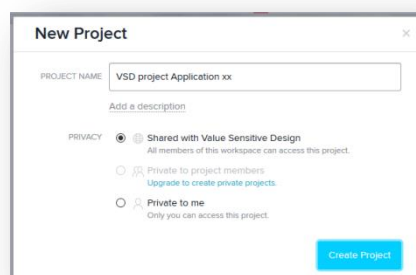 New Project
×
PROJECT NAME VSD project Application xx
Add a description
PRIVACY Shared with Value Sensitive Design
All members of this workspace can access this project.
Private to project members
Upgrade to create private projects.
Private to me
Only you can access this project.
Create Project